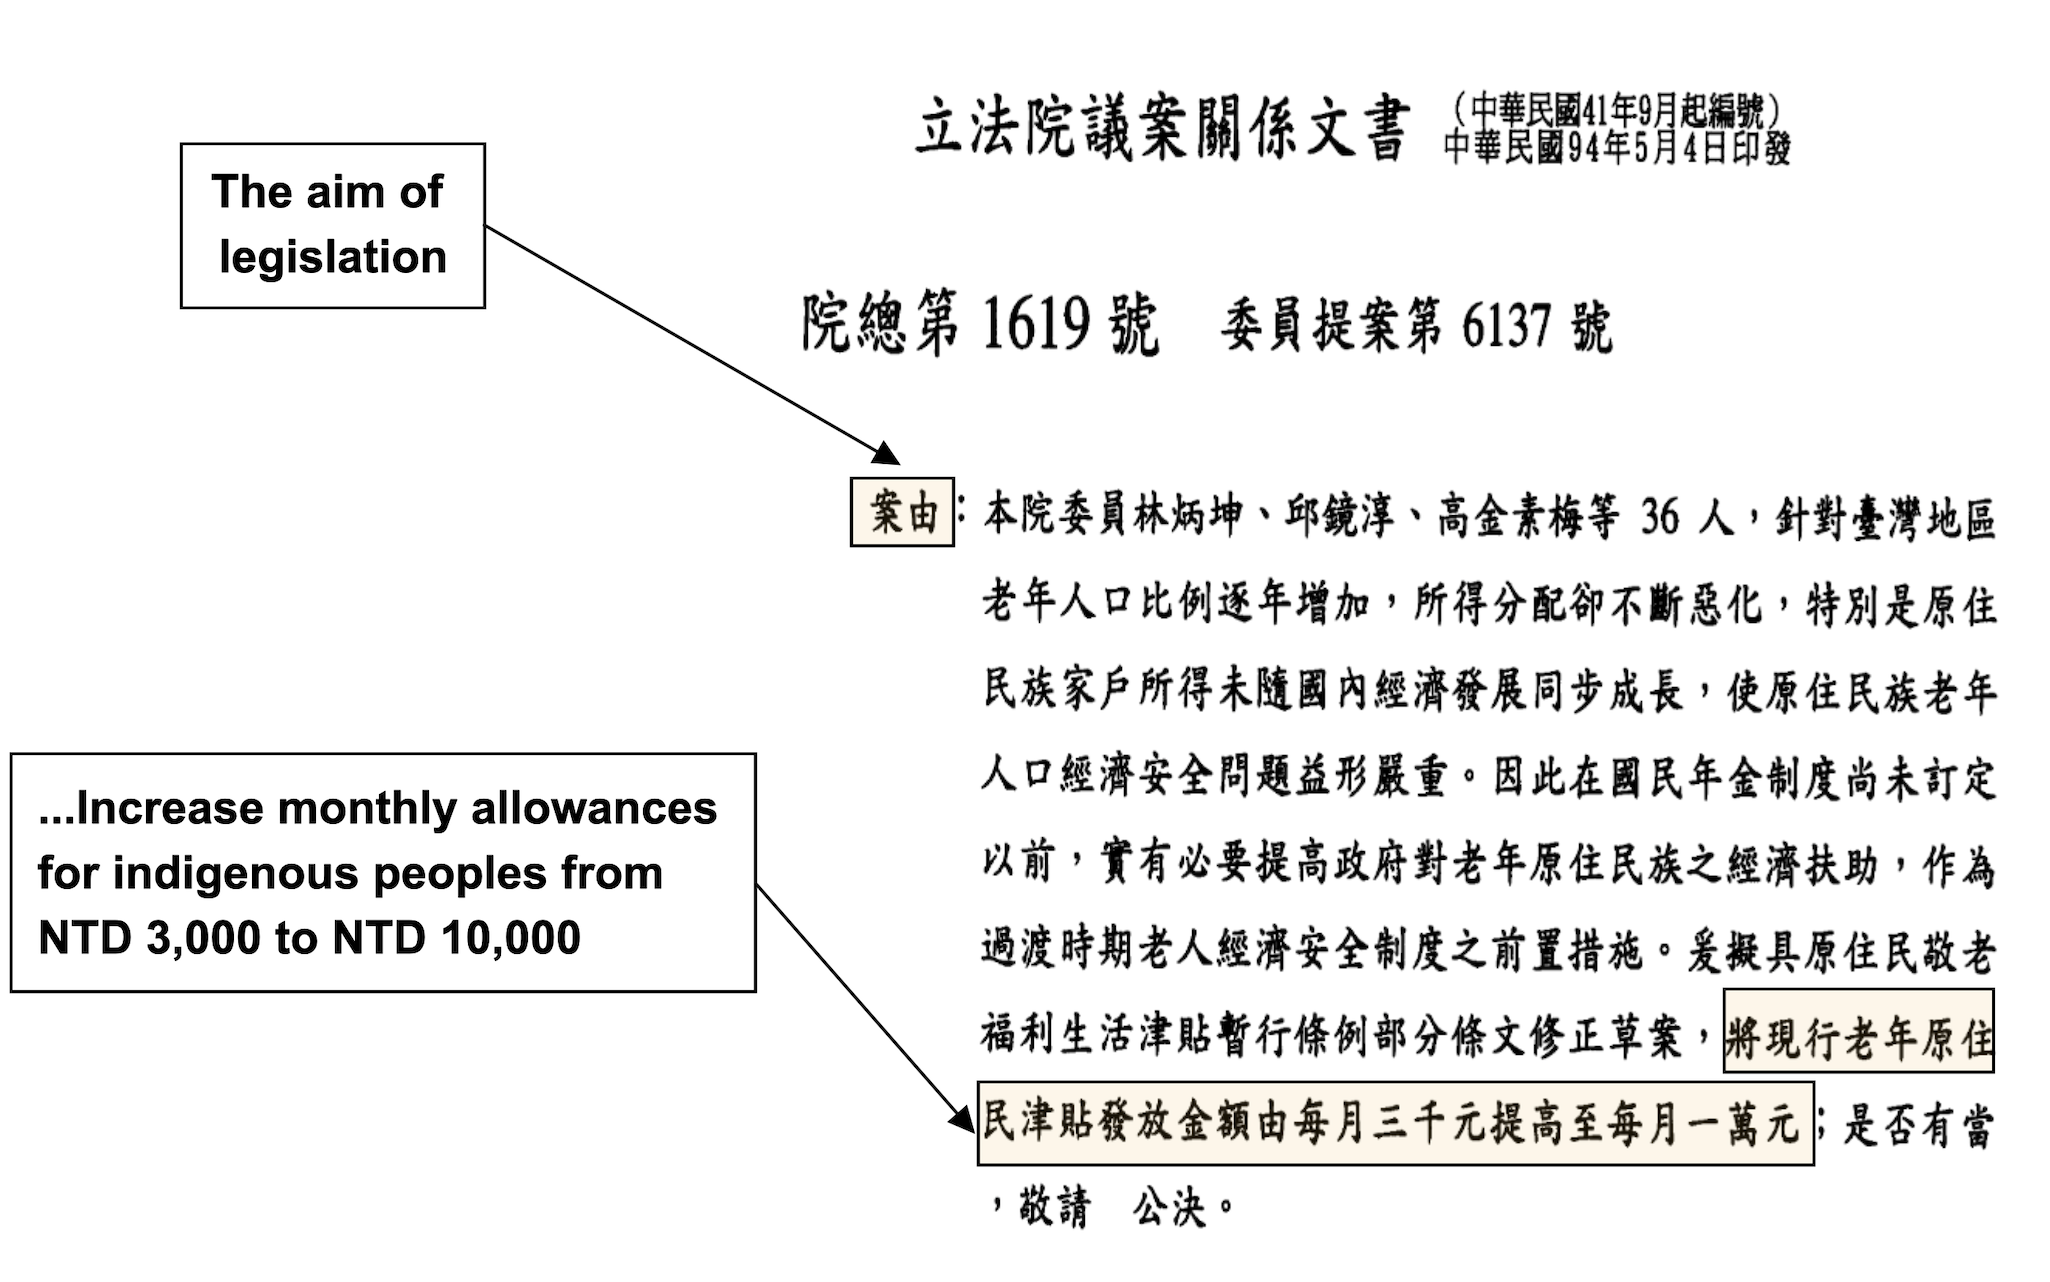 立法院議案關係文書
(中華民國41年9月起編號)
中華民國94年5月4日印發
The aim of
legislation
院總第 1619 號 委員提案第 6137 號
案由：本院委員林炳坤、邱鏡淳、高金素梅等 36 人，針對臺灣地區
老年人口比例逐年增加，所得分配卻不斷惡化，特別是原住
民族家戶所得未隨國內經濟發展同步成長，使原住民族老年
人口經濟安全問題益形嚴重。因此在國民年金制度尚未訂定
以前，實有必要提高政府對老年原住民族之經濟扶助，作為
過渡時期老人經濟安全制度之前置措施。爰擬具原住民敬老
福利生活津貼暫行條例部分條文修正草案，將現行老年原住
民津貼發放金額由每月三千元提高至每月一萬元；是否有當
，敬請 公決。
...Increase monthly allowances
for indigenous peoples from
NTD 3,000 to NTD 10,000